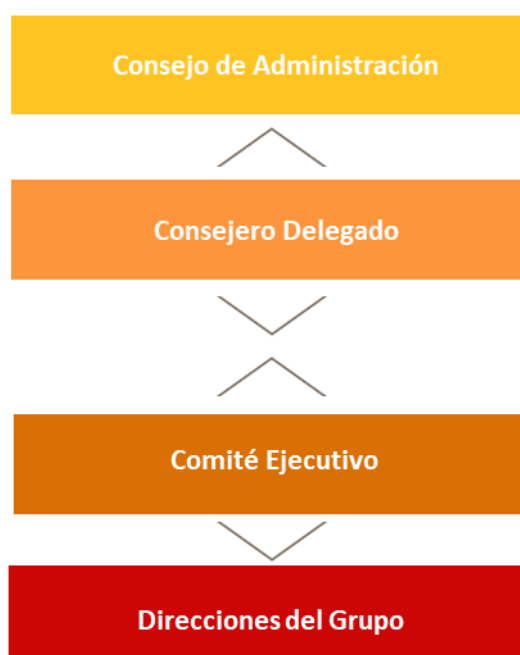 Consejo de Administración
Consejero Delegado
Comité Ejecutivo
Direcciones del Grupo